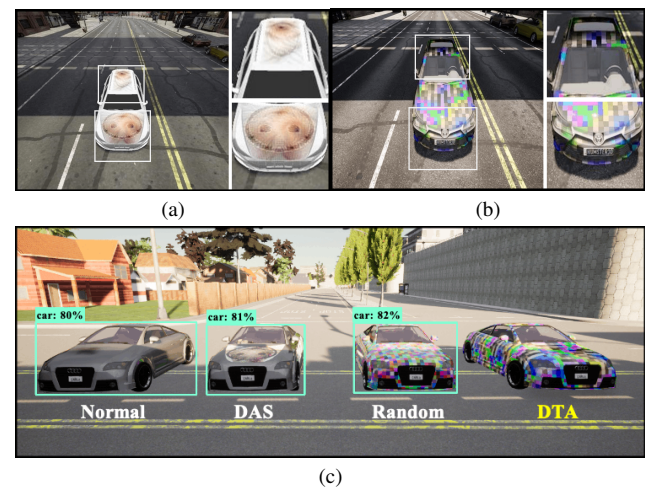 (a)
(b)
car: 80%
car: 81%
car: 82%
Normal
DAS
Random
DTA
(c)